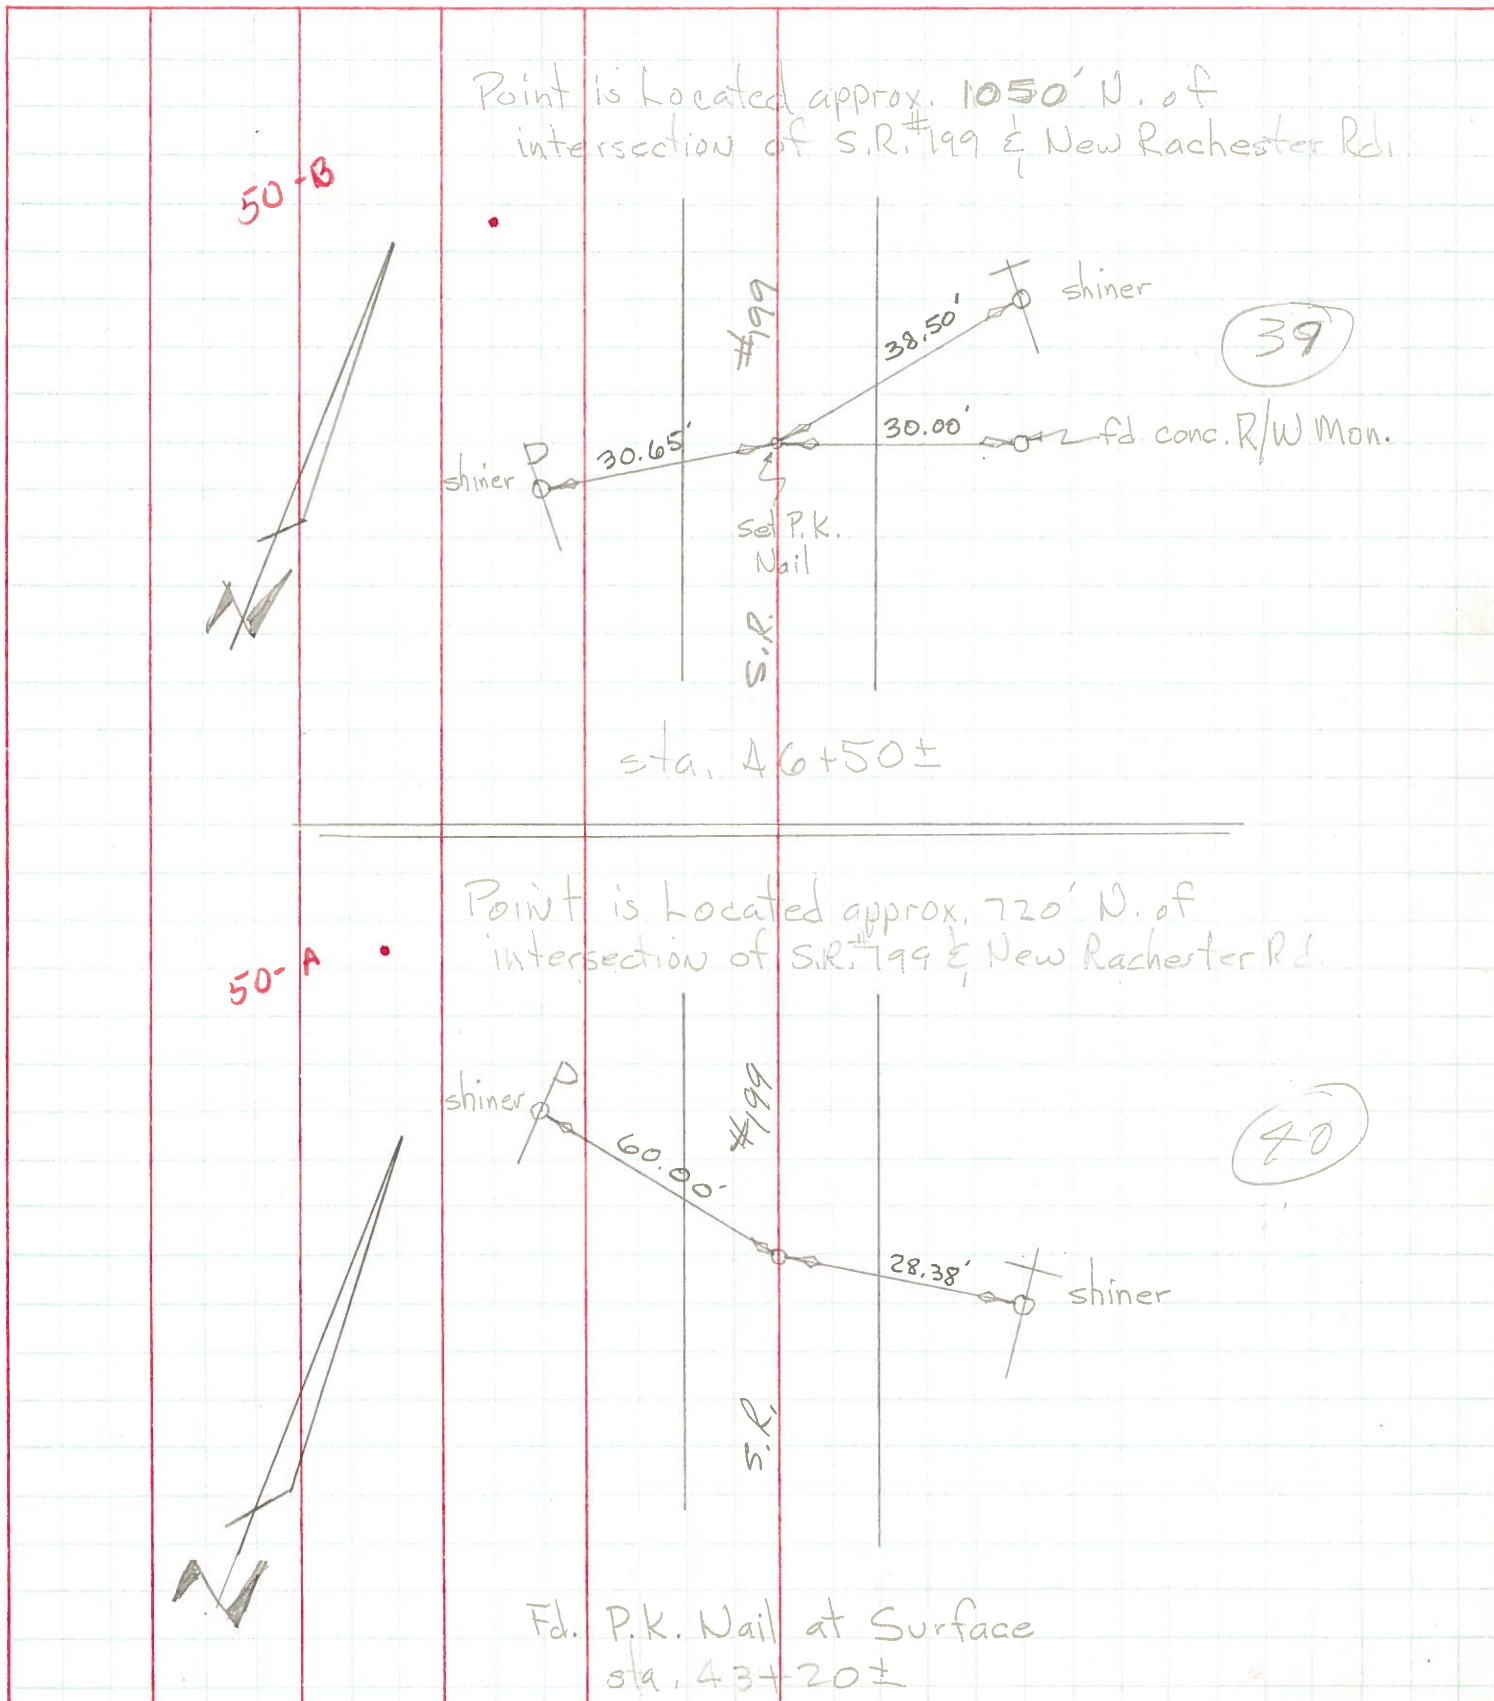 Point is Located approx. 1050' N. of
intersection of S.R. #199 & New Rachester Rd.
50-B
#199
38.50'
shiner
39
30.65'
30.00'
fd. conc. R/W Mon.
shiner
set P.K.
Nail
S.R.
sta. 46+50±
Point is Located approx. 720' N. of
intersection of S.R. #199 & New Rachester Rd.
50-A
shiner
#199
60.00'
40
28.38'
shiner
S.R.
N
N
Fd. P.K. Nail at Surface
sta. 43+20±